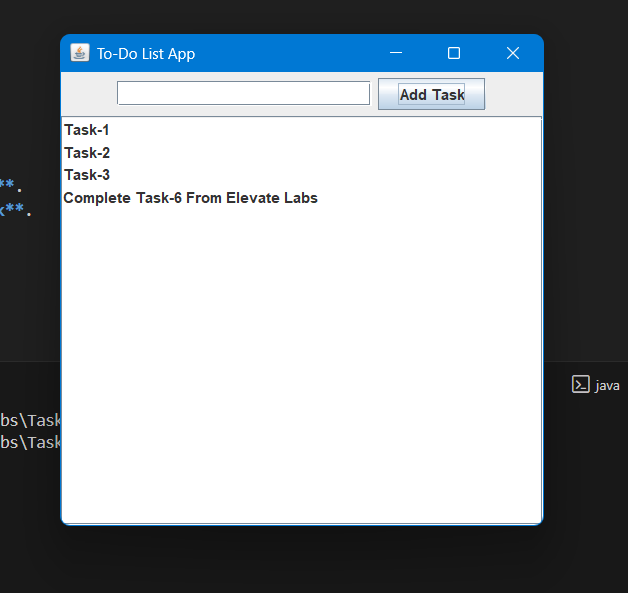 To-Do List App
Add Task
Task-1
Task-2
Task-3
Complete Task-6 From Elevate Labs
**.
**.
java
bs\Task
bs\Task